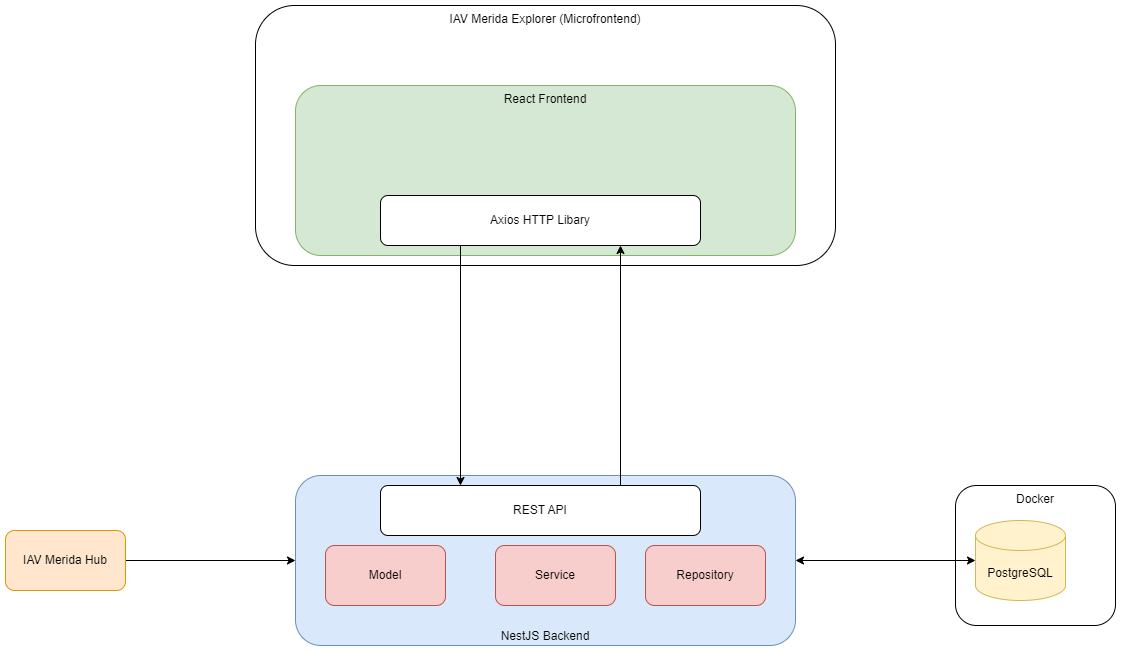 IAV Merida Explorer (Microfrontend)
React Frontend
Axios HTTP Libary
REST API
Docker
IAV Merida Hub
Model
Service
Repository
PostgreSQL
NestJS Backend